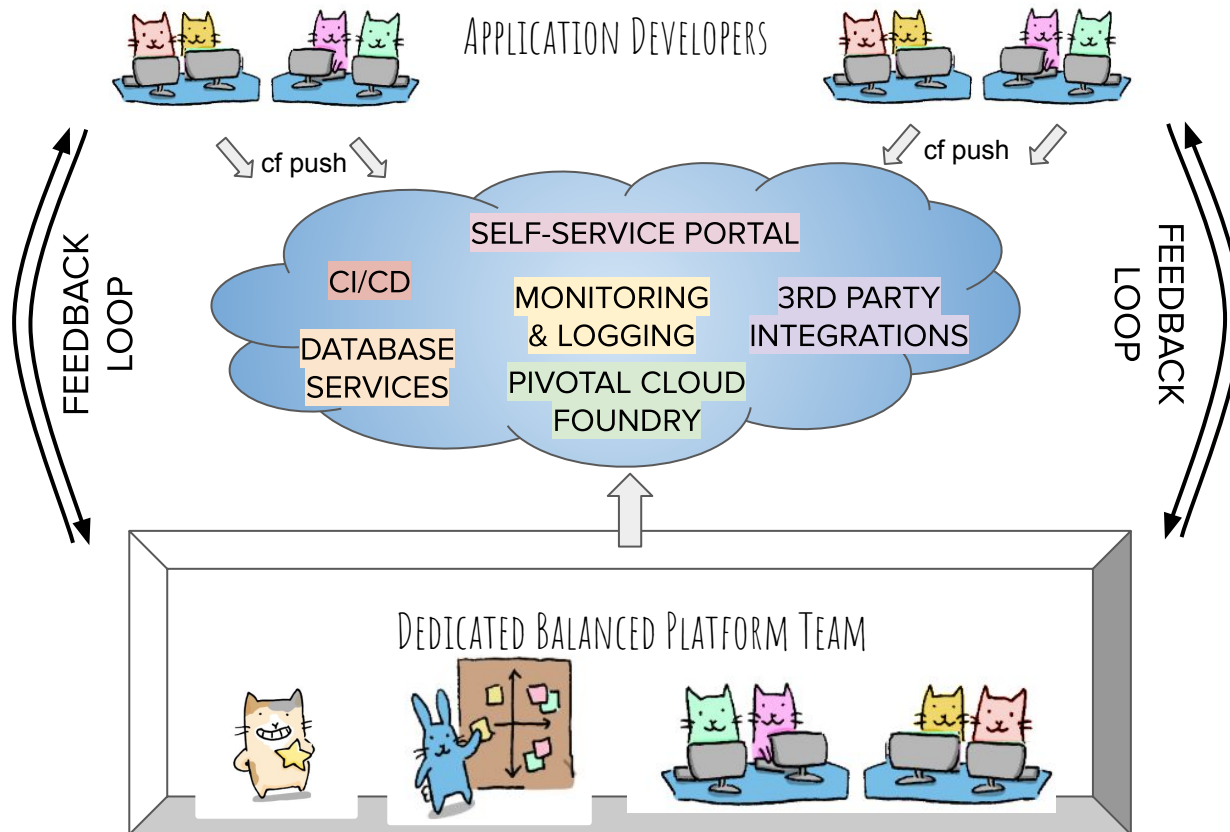 APPLICATION DEVELOPERS
cf push
cf push
FEEDBACK
LOOP
SELF-SERVICE PORTAL
CI/CD
MONITORING
& LOGGING
3RD PARTY
INTEGRATIONS
DATABASE
SERVICES
PIVOTAL CLOUD
FOUNDRY
FEEDBACK
LOOP
DEDICATED BALANCED PLATFORM TEAM